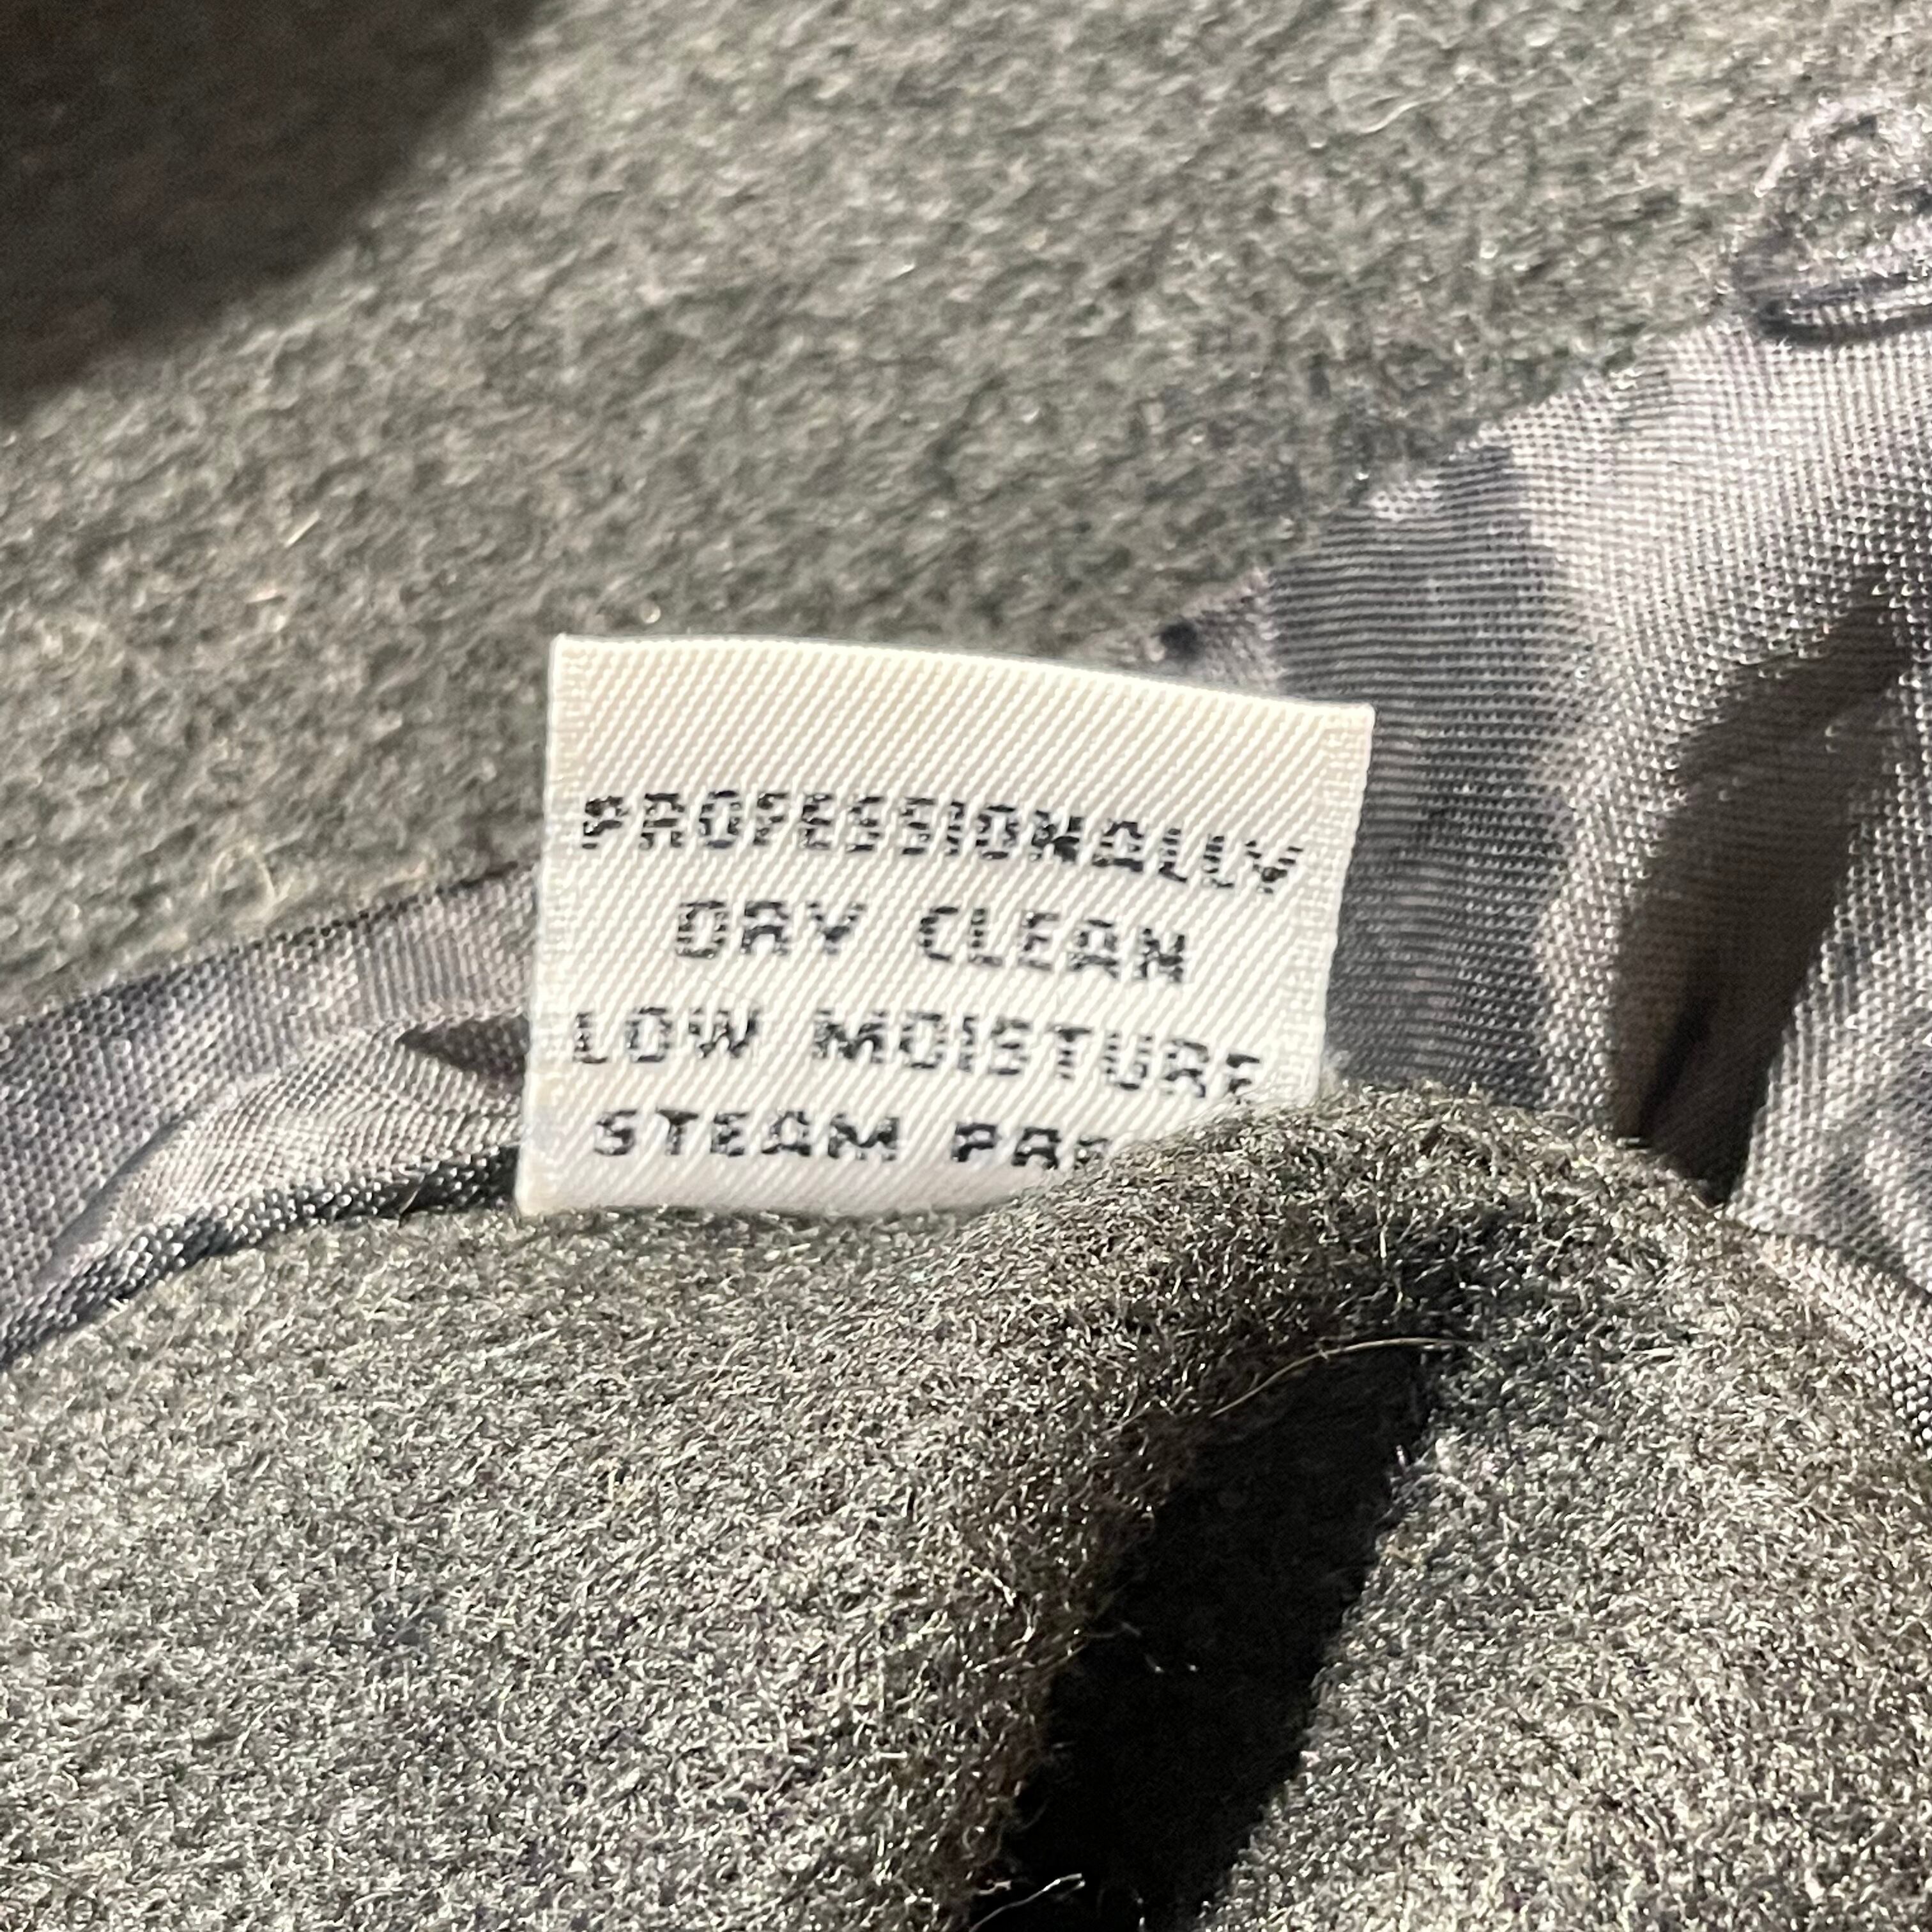 PROFESSIONALLY
DRY CLEAN
LOW MOISTURE
STEAM